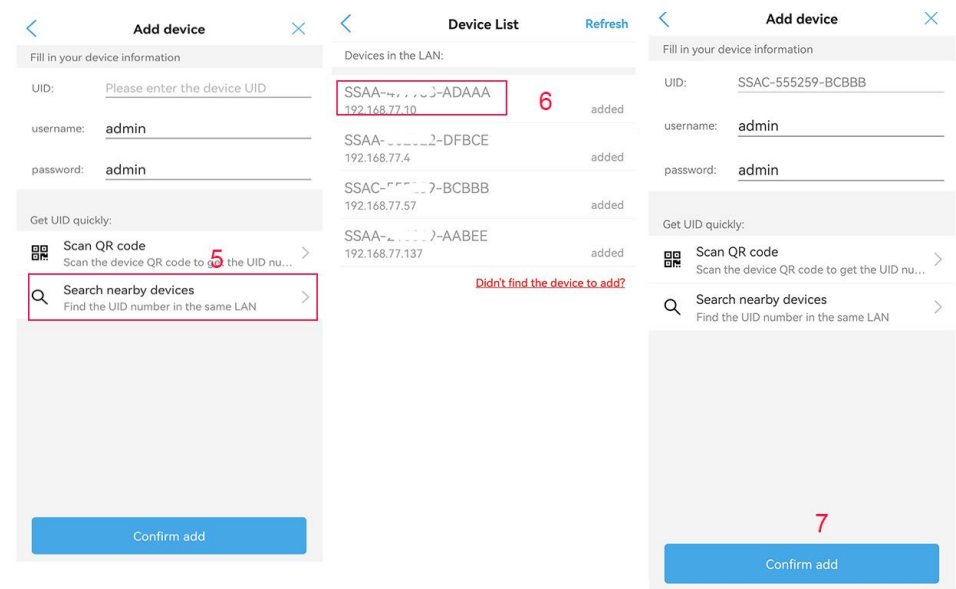 Add device
Fill in your device information
UID: Please enter the device UID
username: admin
password: admin
Get UID quickly:
Scan QR code
Scan the device QR code to get the UID nu...
5
Search nearby devices
Find the UID number in the same LAN
Confirm add
Device List Refresh
Devices in the LAN:
-ADAAA
192.168.77.10 added
6
-DFBCE
192.168.77.4 added
-BCBBB
192.168.77.57 added
-AABEE
192.168.77.137 added
Didn't find the device to add?
Add device
Fill in your device information
UID: SSAC-555259-BCBBB
username: admin
password: admin
Get UID quickly:
Scan QR code
Scan the device QR code to get the UID nu...
Search nearby devices
Find the UID number in the same LAN
7
Confirm add